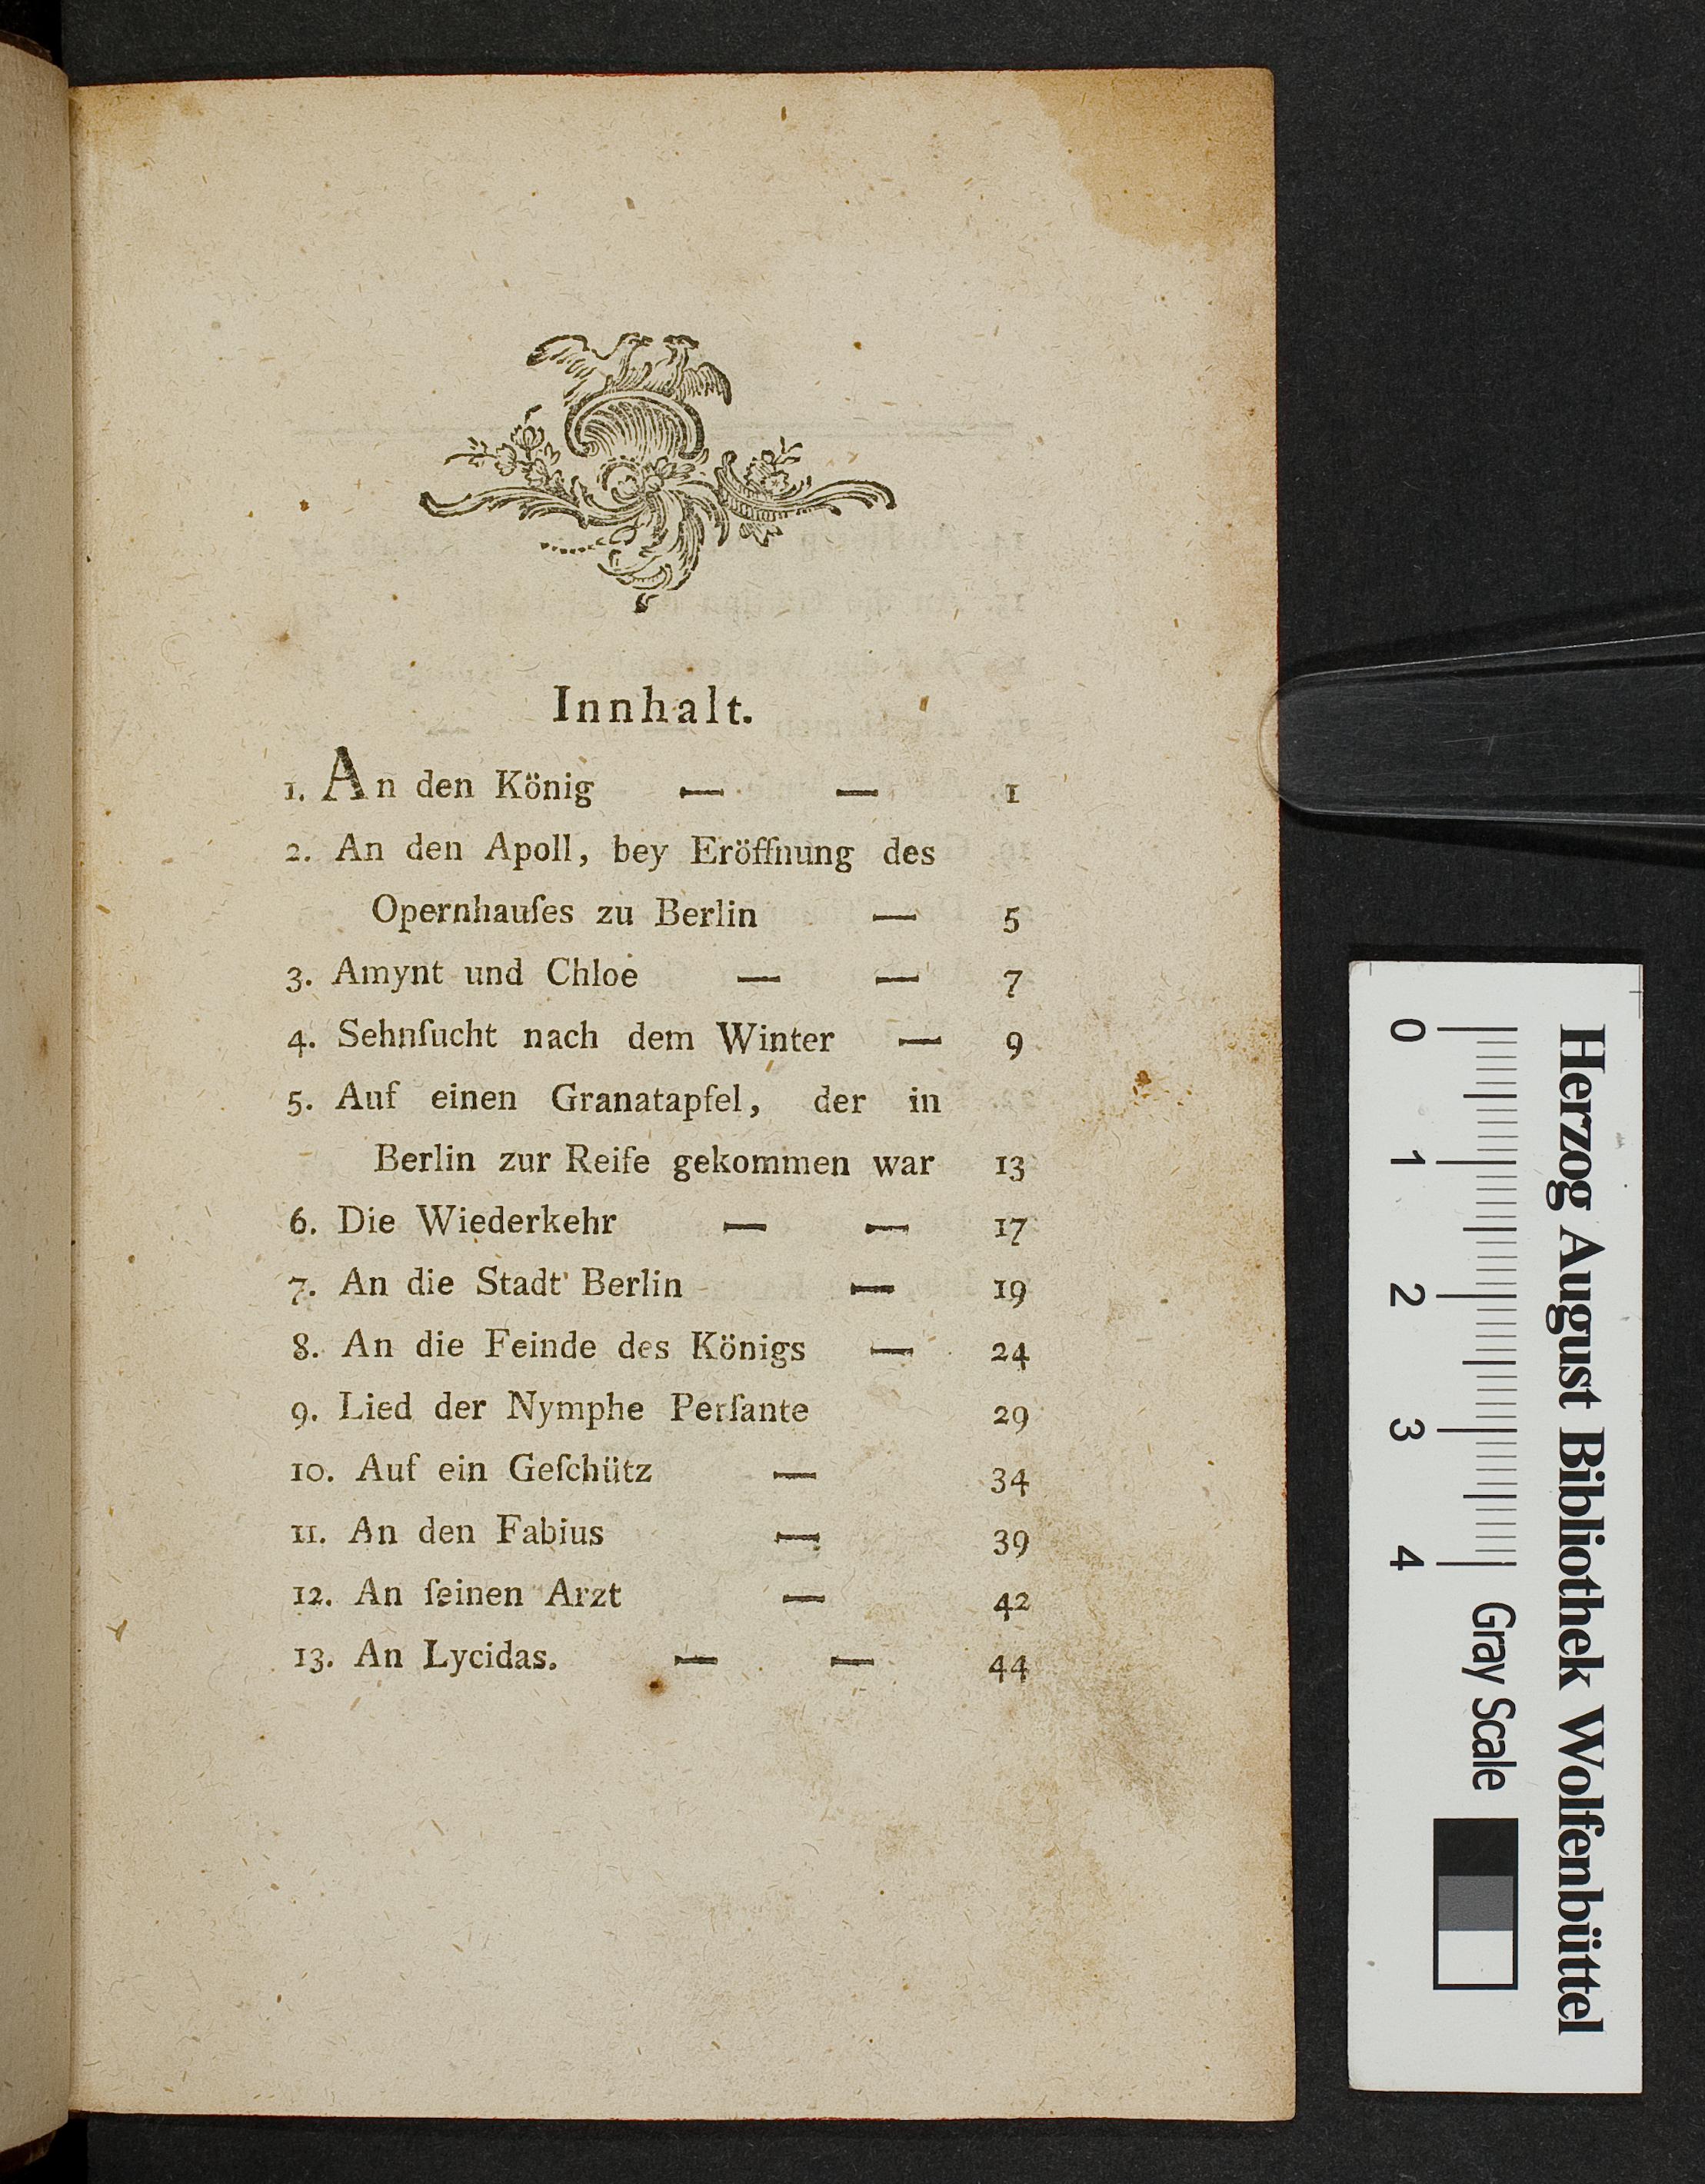 Innhalt.
1. An den König — — 1
2. An den Apoll, bey Eröffnung des
Opernhauſes zu Berlin — 5
3. Amynt und Chloe — — 7
4. Sehnſucht nach dem Winter — 9
5. Auf einen Granatapfel, der in
Berlin zur Reife gekommen war 13
6. Die Wiederkehr — — 17
7. An die Stadt Berlin — 19
8. An die Feinde des Königs — 24
9. Lied der Nymphe Perſante 29
10. Auf ein Geſchütz — 34
11. An den Fabius — 39
12. An ſeinen Arzt — 42
13. An Lycidas. — — 44
Herzog August Bibliothek Wolfenbüttel
0 1 2 3 4 Gray Scale